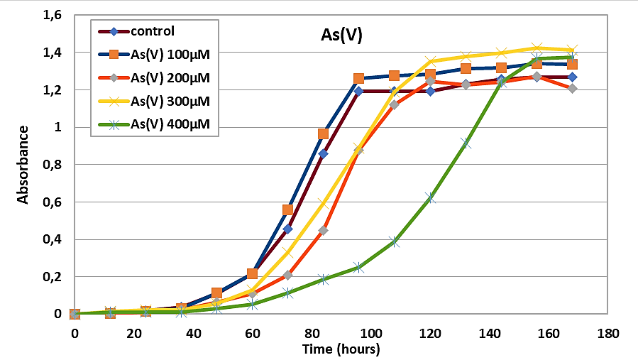 As(V)
control
As(V) 100µM
As(V) 200µM
As(V) 300µM
As(V) 400µM
1,6
1,4
1,2
1
0,8
0,6
0,4
0,2
0
Absorbance
0 20 40 60 80 100 120 140 160 180
Time (hours)